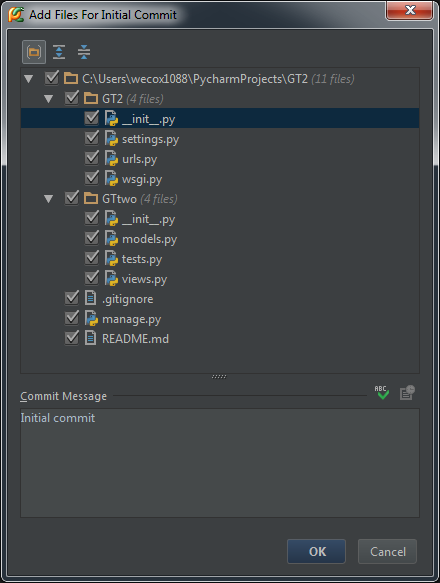 Add Files For Initial Commit
C:\Users\wecox1088\PycharmProjects\GT2 (11 files)
GT2 (4 files)
__init__.py
settings.py
urls.py
wsgi.py
GTtwo (4 files)
__init__.py
models.py
tests.py
views.py
.gitignore
manage.py
README.md
Commit Message
ABC
Initial commit
OK Cancel